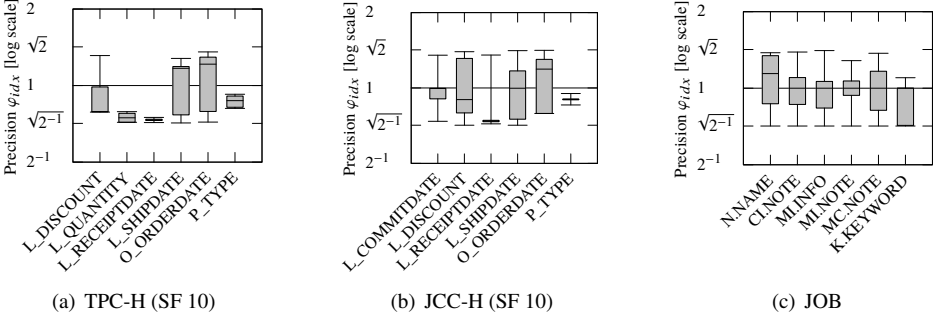 Precision φidx [log scale]
2
√2
1
√2⁻¹
2⁻¹
L_DISCOUNT
L_QUANTITY
L_RECEIPTDATE
L_SHIPDATE
O_ORDERDATE
P_TYPE
(a) TPC-H (SF 10)
Precision φidx [log scale]
2
√2
1
√2⁻¹
2⁻¹
L_COMMITDATE
L_DISCOUNT
L_RECEIPTDATE
L_SHIPDATE
O_ORDERDATE
P_TYPE
(b) JCC-H (SF 10)
Precision φidx [log scale]
2
√2
1
√2⁻¹
2⁻¹
N.NAME
CI.NOTE
MI.INFO
MI.NOTE
MC.NOTE
K.KEYWORD
(c) JOB